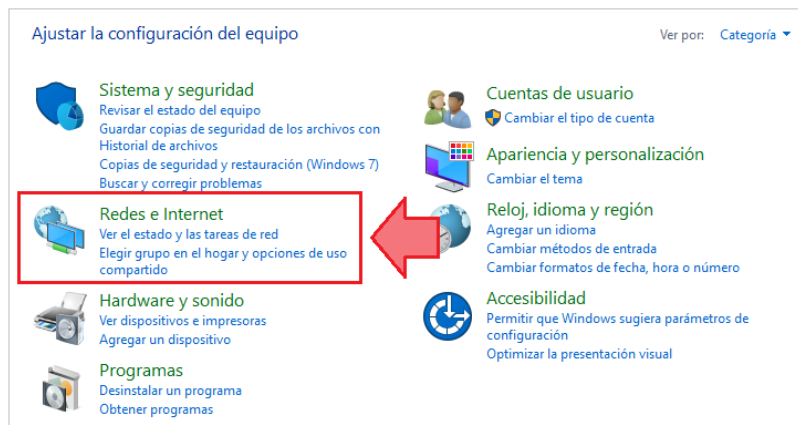 Ajustar la configuración del equipo
Ver por: Categoría
Sistema y seguridad
Revisar el estado del equipo
Guardar copias de seguridad de los archivos con
Historial de archivos
Copias de seguridad y restauración (Windows 7)
Buscar y corregir problemas
Redes e Internet
Ver el estado y las tareas de red
Elegir grupo en el hogar y opciones de uso
compartido
Hardware y sonido
Ver dispositivos e impresoras
Agregar un dispositivo
Programas
Desinstalar un programa
Obtener programas
Cuentas de usuario
Cambiar el tipo de cuenta
Apariencia y personalización
Cambiar el tema
Reloj, idioma y región
Agregar un idioma
Cambiar métodos de entrada
Cambiar formatos de fecha, hora o número
Accesibilidad
Permitir que Windows sugiera parámetros de
configuración
Optimizar la presentación visual